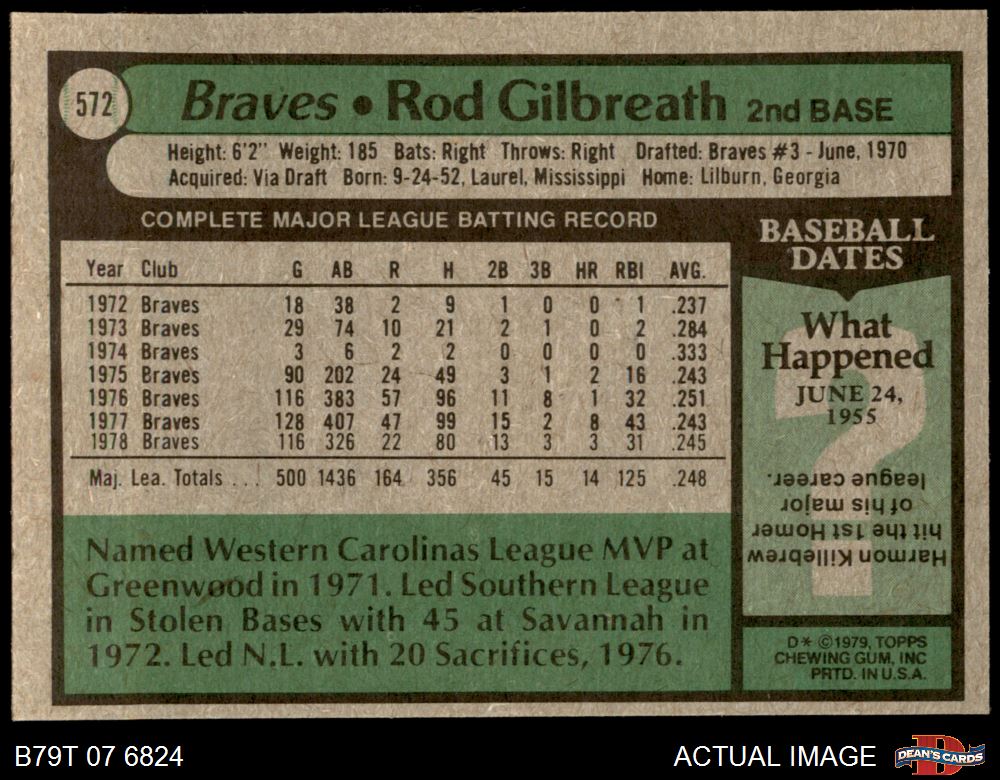 572
Braves • Rod Gilbreath 2nd BASE
Height: 6'2" Weight: 185 Bats: Right Throws: Right Drafted: Braves #3 - June, 1970
Acquired: Via Draft Born: 9-24-52, Laurel, Mississippi Home: Lilburn, Georgia
COMPLETE MAJOR LEAGUE BATTING RECORD
Year Club G AB R H 2B 3B HR RBI AVG.
1972 Braves 18 38 2 9 1 0 0 1 .237
1973 Braves 29 74 10 21 2 1 0 2 .284
1974 Braves 3 6 2 2 0 0 0 0 .333
1975 Braves 90 202 24 49 3 1 2 16 .243
1976 Braves 116 383 57 96 11 8 1 32 .251
1977 Braves 128 407 47 99 15 2 8 43 .243
1978 Braves 116 326 22 80 13 3 3 31 .245
Maj. Lea. Totals . . . 500 1436 164 356 45 15 14 125 .248
Named Western Carolinas League MVP at
Greenwood in 1971. Led Southern League
in Stolen Bases with 45 at Savannah in
1972. Led N.L. with 20 Sacrifices, 1976.
BASEBALL
DATES
What
Happened
JUNE 24,
1955
?
Harmon Killebrew
hit the 1st Homer
of his major
league career.
D* ©1979, TOPPS
CHEWING GUM, INC
PRTD. IN U.S.A.
B79T 07 6824
ACTUAL IMAGE
D
DEAN'S CARDS